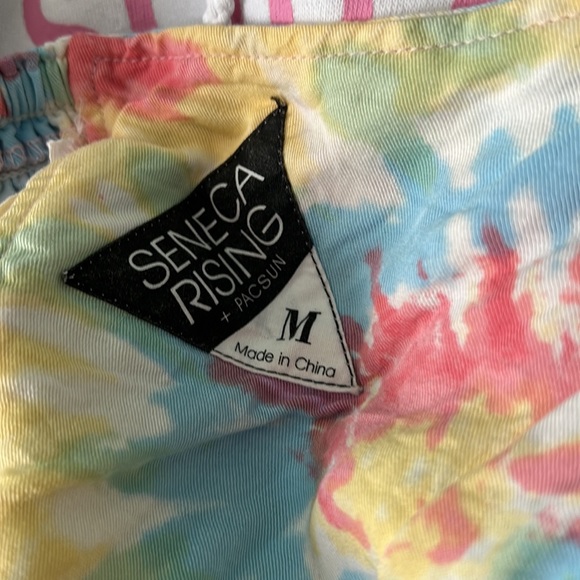 SENECA
RISING
+ PACSUN
M
Made in China